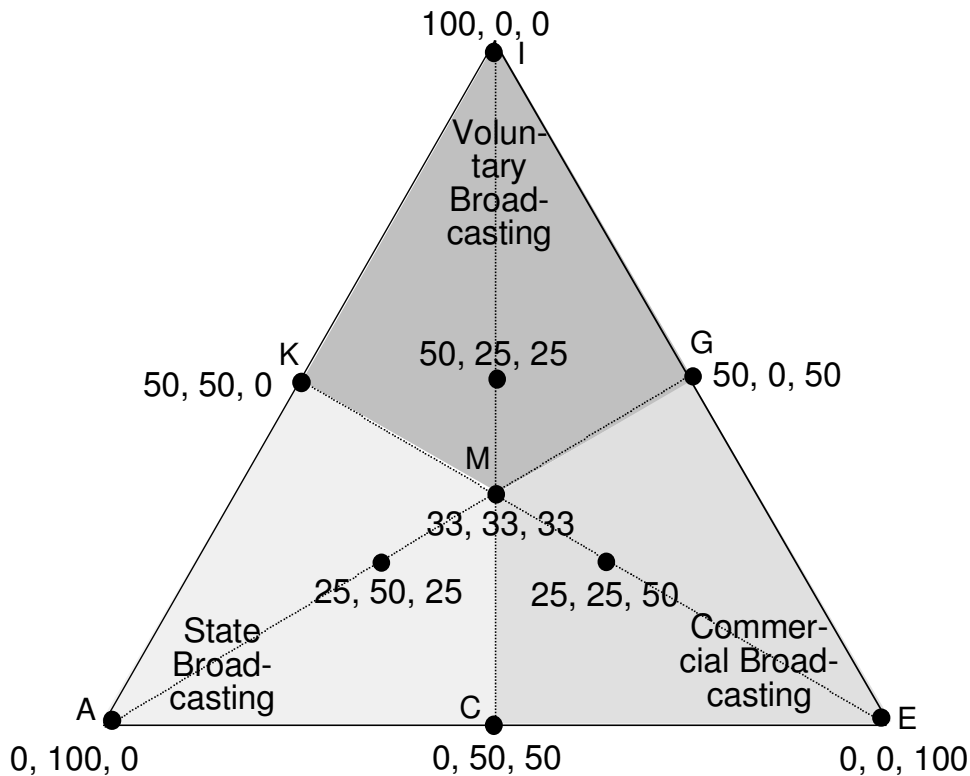 100, 0, 0
I
Volun-
tary
Broad-
casting
K
G
50, 25, 25
50, 50, 0
50, 0, 50
M
33, 33, 33
25, 50, 25
25, 25, 50
State
Broad-
casting
Commer-
cial Broad-
casting
A
C
E
0, 100, 0
0, 50, 50
0, 0, 100